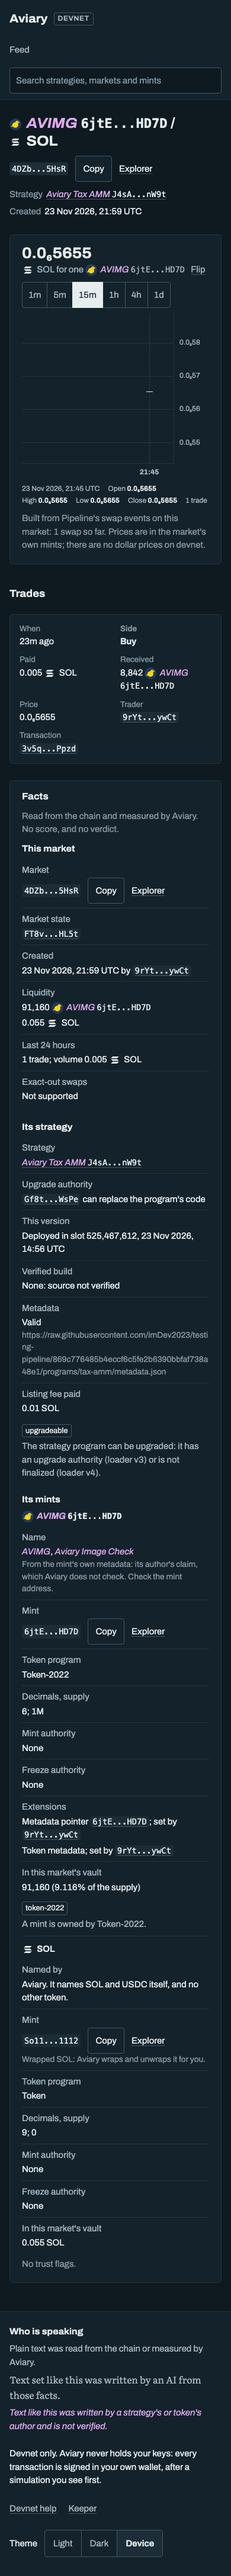 Aviary DEVNET
Feed
Search strategies, markets and mints
AVIMG 6jtE...HD7D /
SOL
4DZb...5HsR Copy Explorer
Strategy Aviary Tax AMM J4sA...nW9t
Created 23 Nov 2026, 21:59 UTC
0.0₆5655
SOL for one AVIMG 6jtE...HD7D Flip
1m 5m 15m 1h 4h 1d
0.0₆58
0.0₆57
0.0₆56
0.0₆55
21:45
23 Nov 2026, 21:45 UTC Open 0.0₆5655
High 0.0₆5655 Low 0.0₆5655 Close 0.0₆5655 1 trade
Built from Pipeline's swap events on this
market: 1 swap so far. Prices are in the market's
own mints; there are no dollar prices on devnet.
Trades
When Side
23m ago Buy
Paid Received
0.005 SOL 8,842 AVIMG
6jtE...HD7D
Price Trader
0.0₆5655 9rYt...ywCt
Transaction
3v5q...Ppzd
Facts
Read from the chain and measured by Aviary.
No score, and no verdict.
This market
Market
4DZb...5HsR Copy Explorer
Market state
FT8v...HL5t
Created
23 Nov 2026, 21:59 UTC by 9rYt...ywCt
Liquidity
91,160 AVIMG 6jtE...HD7D
0.055 SOL
Last 24 hours
1 trade; volume 0.005 SOL
Exact-out swaps
Not supported
Its strategy
Strategy
Aviary Tax AMM J4sA...nW9t
Upgrade authority
Gf8t...WsPe can replace the program's code
This version
Deployed in slot 525,467,612, 23 Nov 2026,
14:56 UTC
Verified build
None: source not verified
Metadata
Valid
https://raw.githubusercontent.com/imDev2023/testi
ng-
pipeline/869c776485b4eccf6c5fe2b6390bbfaf738a
48e1/programs/tax-amm/metadata.json
Listing fee paid
0.01 SOL
upgradeable
The strategy program can be upgraded: it has
an upgrade authority (loader v3) or is not
finalized (loader v4).
Its mints
AVIMG 6jtE...HD7D
Name
AVIMG, Aviary Image Check
From the mint's own metadata: its author's claim,
which Aviary does not check. Check the mint
address.
Mint
6jtE...HD7D Copy Explorer
Token program
Token-2022
Decimals, supply
6; 1M
Mint authority
None
Freeze authority
None
Extensions
Metadata pointer 6jtE...HD7D ; set by
9rYt...ywCt
Token metadata; set by 9rYt...ywCt
In this market's vault
91,160 (9.116% of the supply)
token-2022
A mint is owned by Token-2022.
SOL
Named by
Aviary. It names SOL and USDC itself, and no
other token.
Mint
So11...1112 Copy Explorer
Wrapped SOL: Aviary wraps and unwraps it for you.
Token program
Token
Decimals, supply
9; 0
Mint authority
None
Freeze authority
None
In this market's vault
0.055 SOL
No trust flags.
Who is speaking
Plain text was read from the chain or measured by
Aviary.
Text set like this was written by an AI from
those facts.
Text like this was written by a strategy's or token's
author and is not verified.
Devnet only. Aviary never holds your keys: every
transaction is signed in your own wallet, after a
simulation you see first.
Devnet help Keeper
Theme Light Dark Device